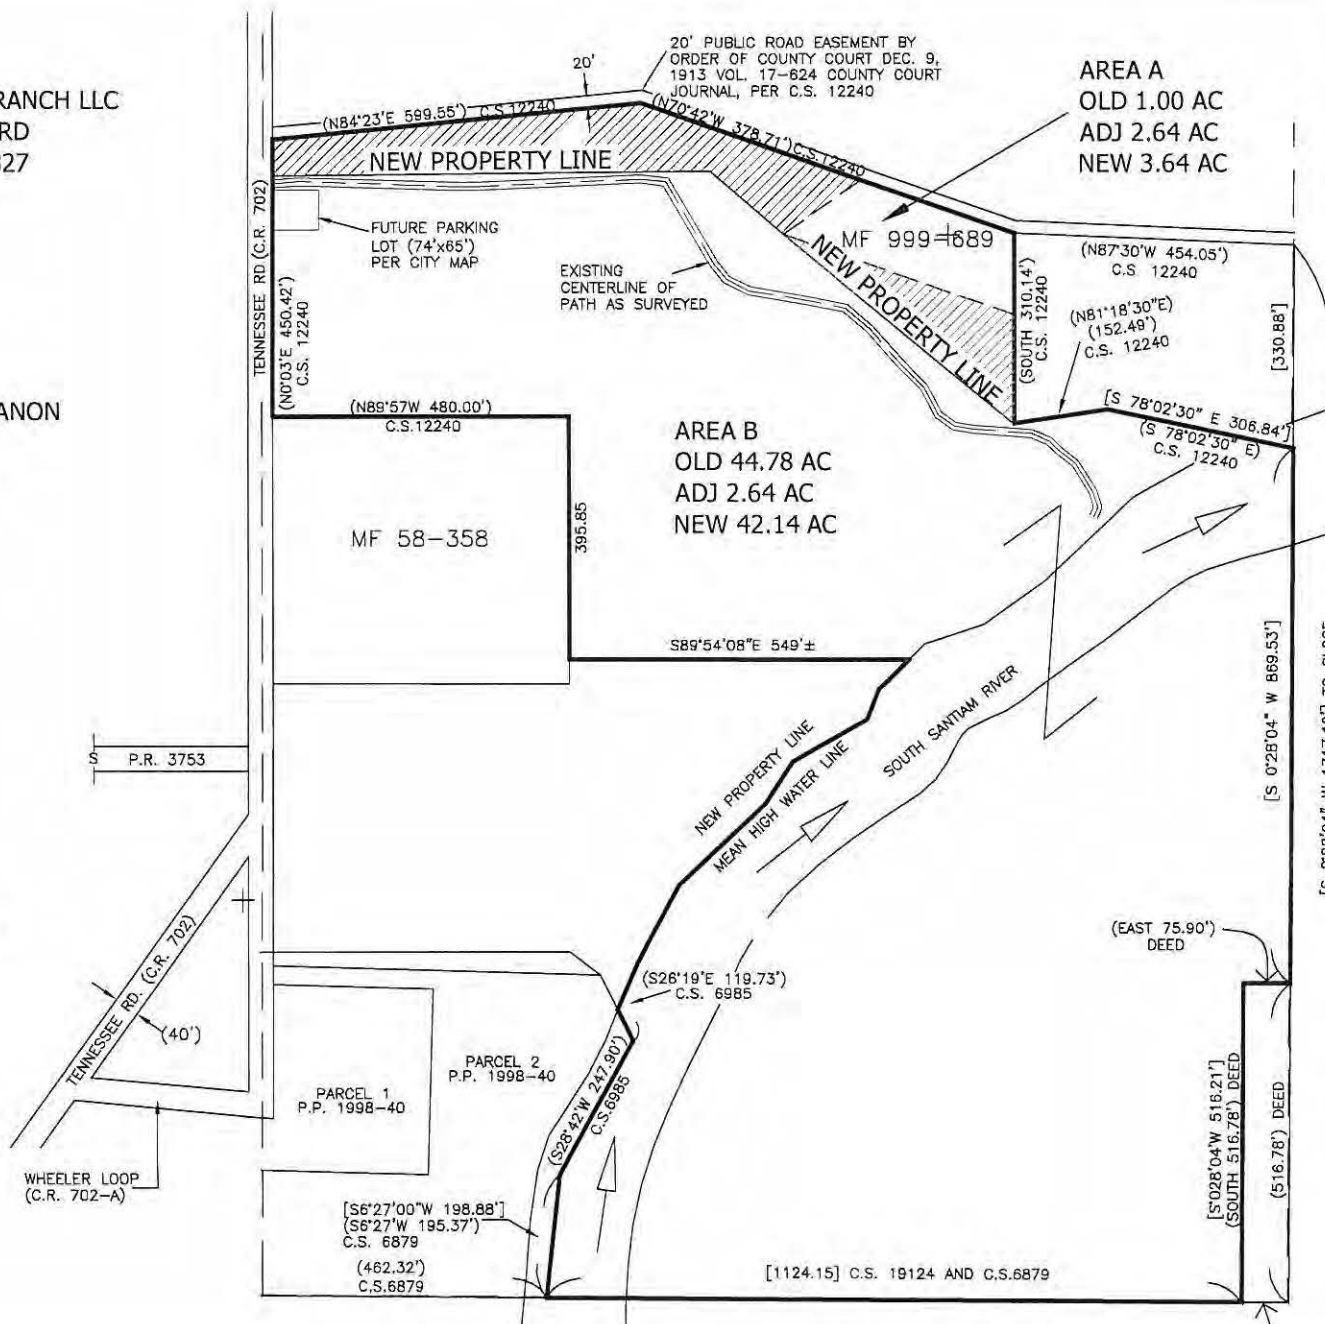 RANCH LLC
RD
327
ANON
20'
20' PUBLIC ROAD EASEMENT BY
ORDER OF COUNTY COURT DEC. 9,
1913 VOL. 17-624 COUNTY COURT
JOURNAL, PER C.S. 12240
AREA A
OLD 1.00 AC
ADJ 2.64 AC
NEW 3.64 AC
(N84°23'E 599.55') C.S.12240
(N70°42'W 378.71')C.S.12240
NEW PROPERTY LINE
TENNESSEE RD (C.R. 702)
FUTURE PARKING
LOT (74'x65')
PER CITY MAP
EXISTING
CENTERLINE OF
PATH AS SURVEYED
MF 999-689
NEW PROPERTY LINE
(SOUTH 310.14')
C.S. 12240
(N87°30'W 454.05')
C.S. 12240
(N81°18'30"E)
(152.49')
C.S. 12240
[330.88']
(N0°03'E 450.42')
C.S. 12240
(N89°57W 480.00')
C.S.12240
[S 78°02'30" E 306.84']
(S 78°02'30" E)
C.S. 12240
AREA B
OLD 44.78 AC
ADJ 2.64 AC
NEW 42.14 AC
MF 58-358
395.85
S89°54'08"E 549'±
[S 0°28'04" W 869.53']
NEW PROPERTY LINE
MEAN HIGH WATER LINE
SOUTH SANTIAM RIVER
S P.R. 3753
TENNESSEE RD. (C.R. 702)
(40')
(EAST 75.90')
DEED
(S26°19'E 119.73')
C.S. 6985
PARCEL 1
P.P. 1998-40
PARCEL 2
P.P. 1998-40
(S28°42'W 247.90')
C.S.6985
WHEELER LOOP
(C.R. 702-A)
[S6°27'00"W 198.88']
(S6°27'W 195.37')
C.S. 6879
(462.32')
C.S.6879
[S'028'04'W 516.21']
(SOUTH 516.78') DEED
(516.78') DEED
[1124.15] C.S. 19124 AND C.S.6879